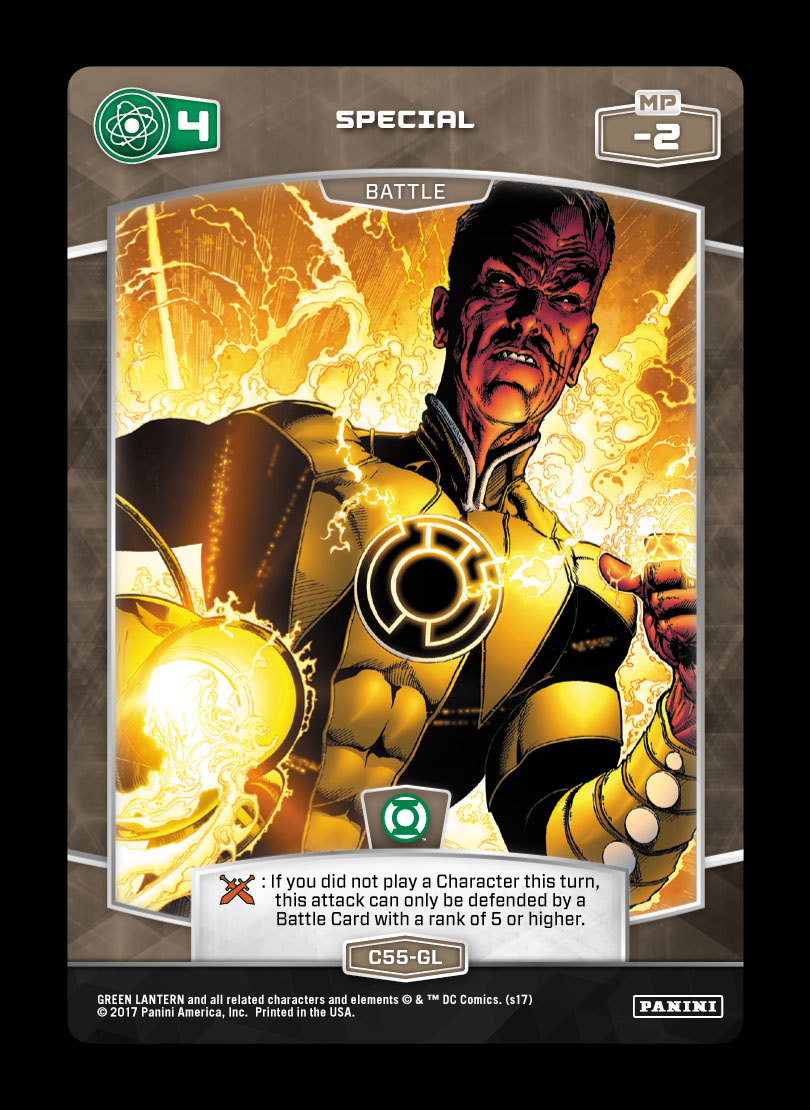 4
SPECIAL
MP
-2
BATTLE
™
: If you did not play a Character this turn,
this attack can only be defended by a
Battle Card with a rank of 5 or higher.
C55-GL
GREEN LANTERN and all related characters and elements © & ™ DC Comics. (s17)
© 2017 Panini America, Inc. Printed in the USA.
PANINI